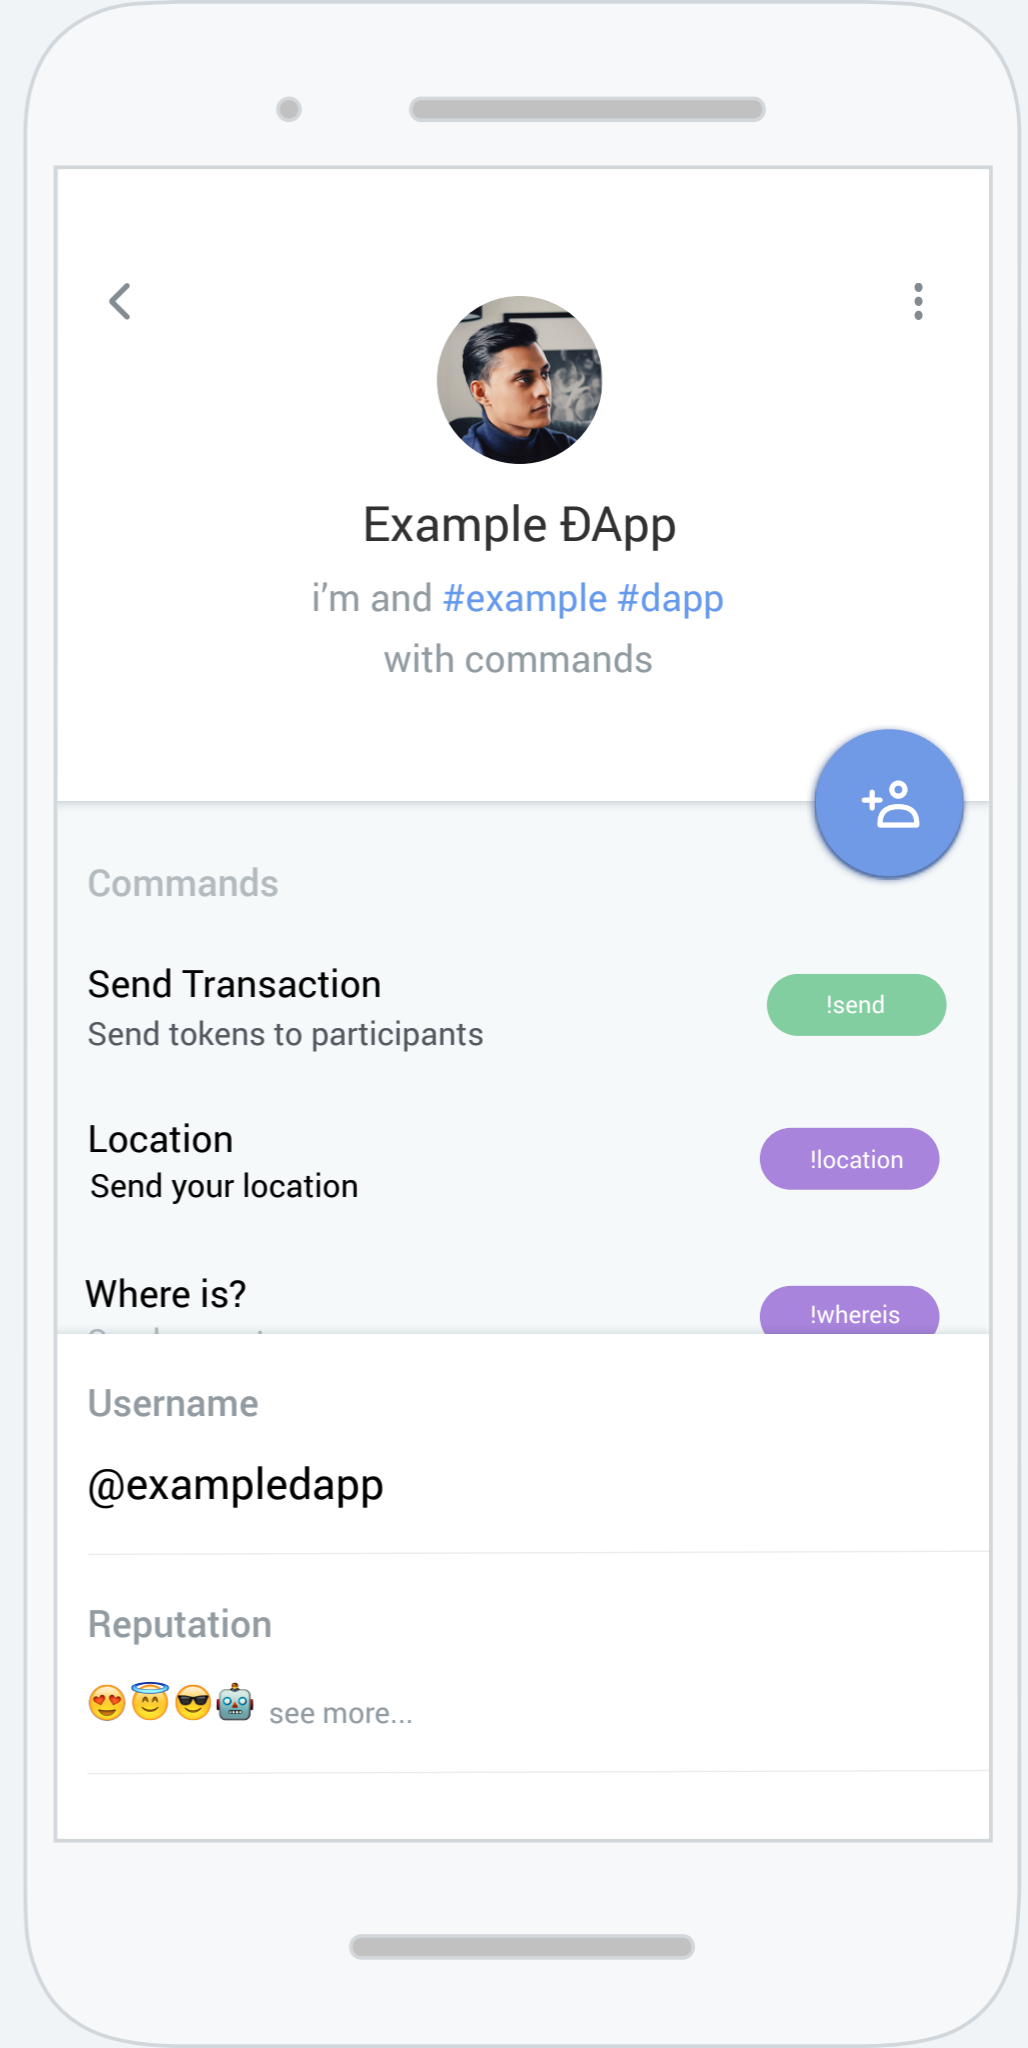 Example ĐApp
i’m and #example #dapp
with commands
Commands
Send Transaction
Send tokens to participants
!send
Location
Send your location
!location
Where is?
!whereis
Username
@exampledapp
Reputation
see more...